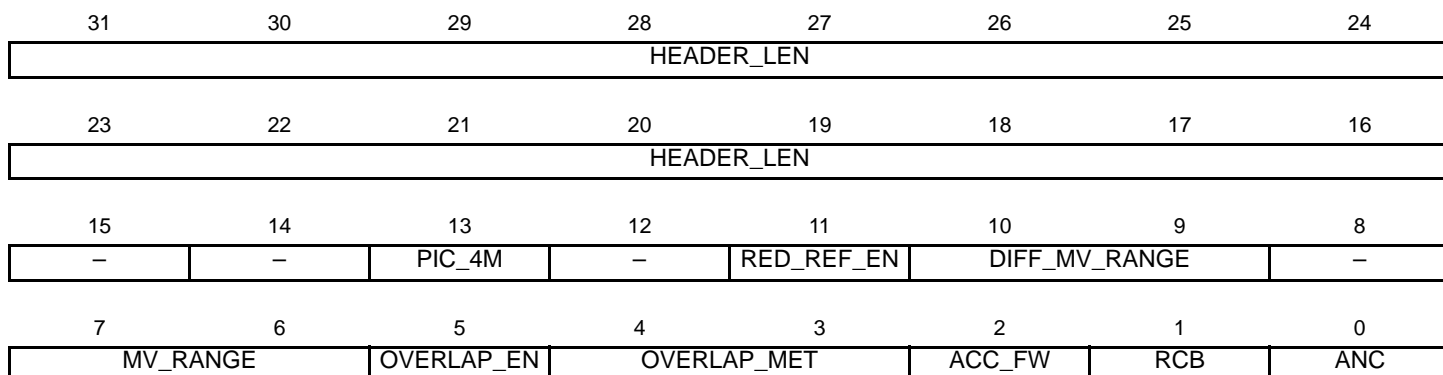 31 30 29 28 27 26 25 24
HEADER_LEN
23 22 21 20 19 18 17 16
HEADER_LEN
15 14 13 12 11 10 9 8
– – PIC_4M – RED_REF_EN DIFF_MV_RANGE –
7 6 5 4 3 2 1 0
MV_RANGE OVERLAP_EN OVERLAP_MET ACC_FW RCB ANC